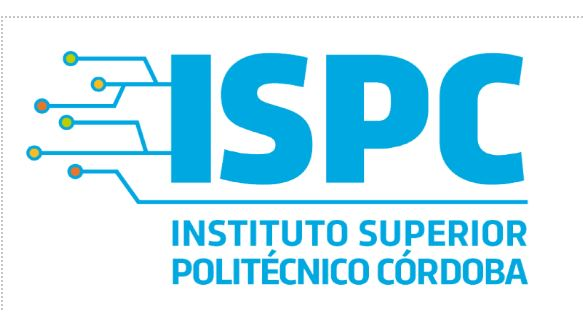 ISPC
INSTITUTO SUPERIOR
POLITÉCNICO CÓRDOBA